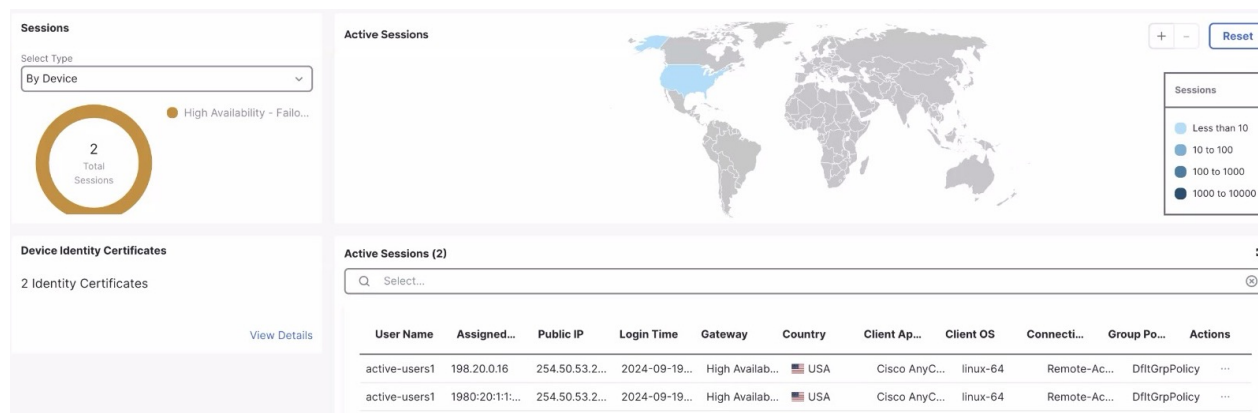 Sessions
Select Type
By Device
High Availability - Failo...
2
Total
Sessions
Active Sessions
+
-
Reset
Sessions
Less than 10
10 to 100
100 to 1000
1000 to 10000
Device Identity Certificates
2 Identity Certificates
View Details
Active Sessions (2)
Select...
User Name Assigned... Public IP Login Time Gateway Country Client Ap... Client OS Connecti... Group Po... Actions
active-users1 198.20.0.16 254.50.53.2... 2024-09-19... High Availab... USA Cisco AnyC... linux-64 Remote-Ac... DfltGrpPolicy ...
active-users1 1980:20:1:1:... 254.50.53.2... 2024-09-19... High Availab... USA Cisco AnyC... linux-64 Remote-Ac... DfltGrpPolicy ...